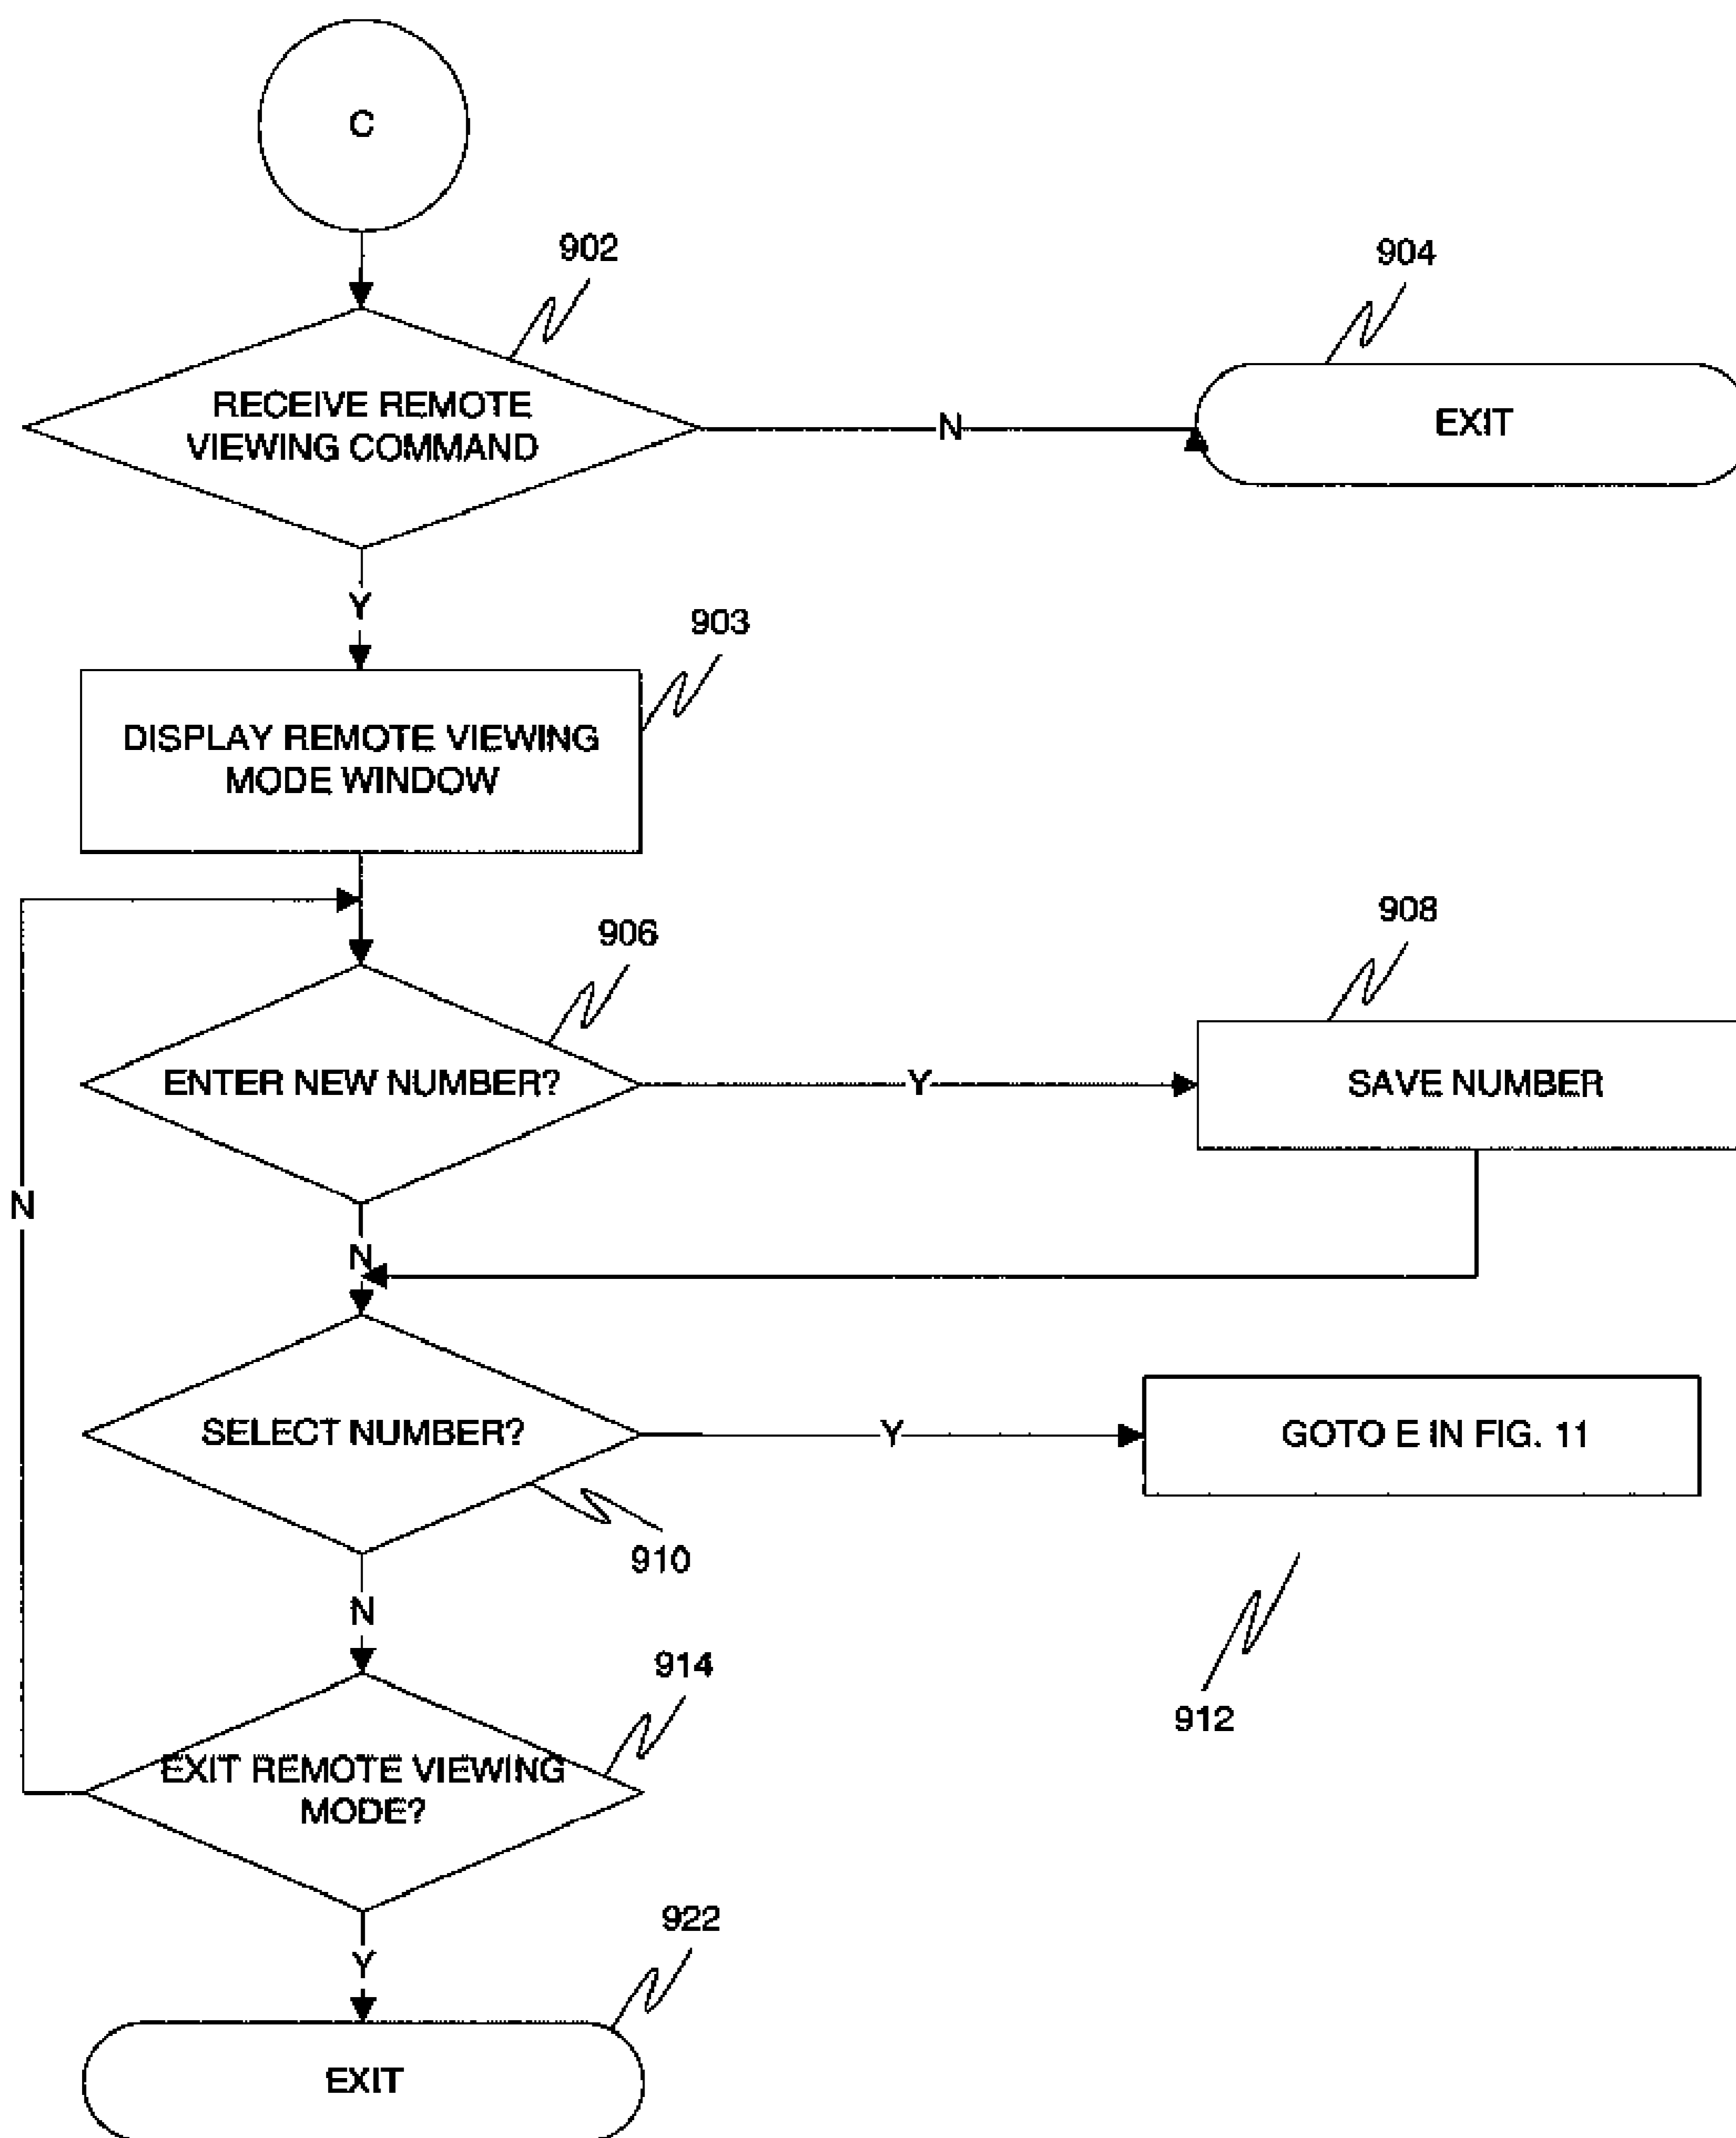 C
902
904
RECEIVE REMOTE
VIEWING COMMAND
N
EXIT
Y
903
DISPLAY REMOTE VIEWING
MODE WINDOW
906
908
ENTER NEW NUMBER?
Y
SAVE NUMBER
N
N
SELECT NUMBER?
Y
GOTO E IN FIG. 11
910
N
912
914
EXIT REMOTE VIEWING
MODE?
922
Y
EXIT